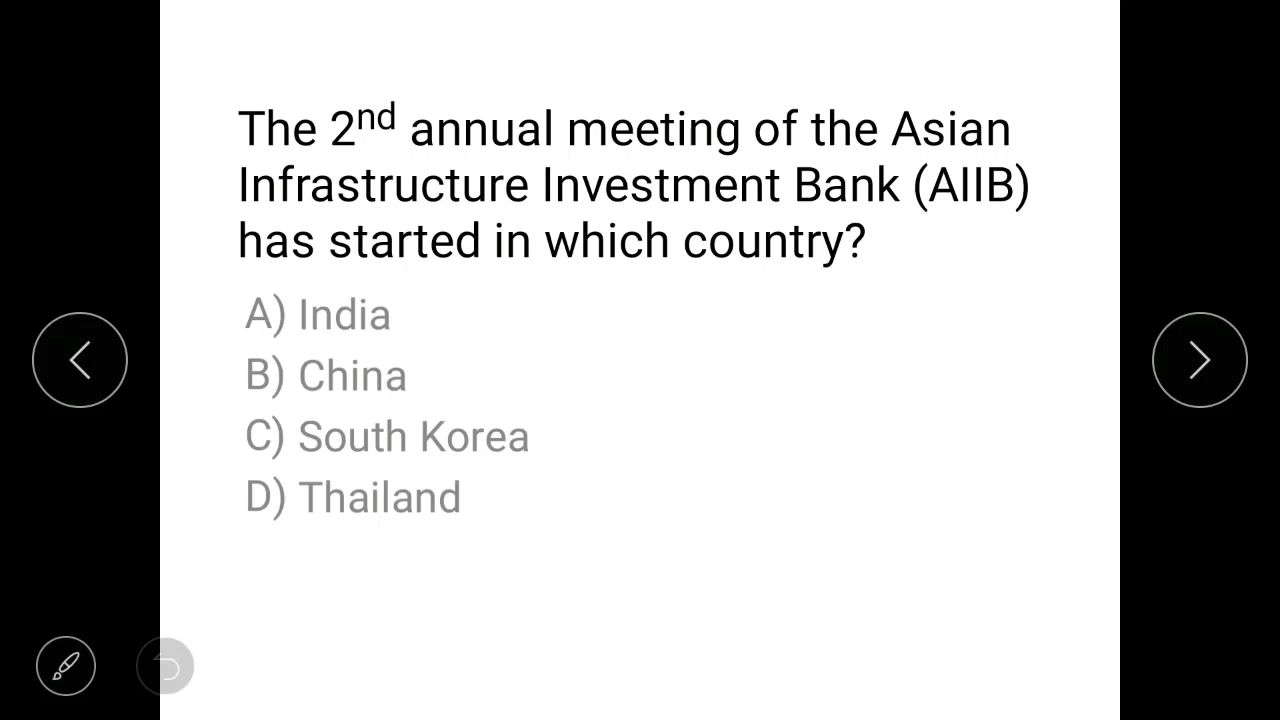 The 2nd annual meeting of the Asian
Infrastructure Investment Bank (AIIB)
has started in which country?
A) India
B) China
C) South Korea
D) Thailand